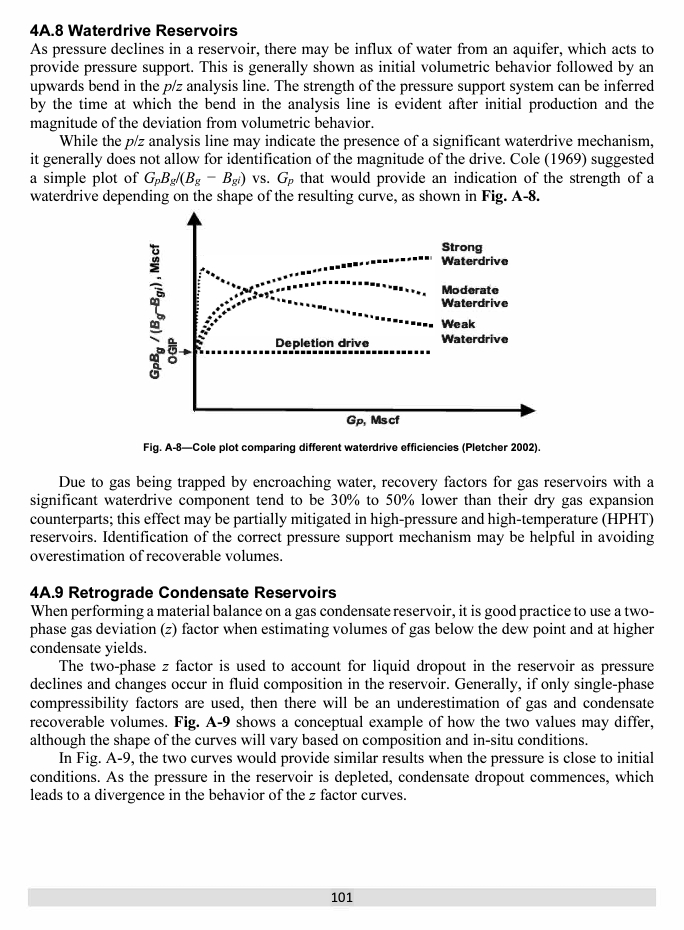 4A.8 Waterdrive Reservoirs
As pressure declines in a reservoir, there may be influx of water from an aquifer, which acts to
provide pressure support. This is generally shown as initial volumetric behavior followed by an
upwards bend in the p/z analysis line. The strength of the pressure support system can be inferred
by the time at which the bend in the analysis line is evident after initial production and the
magnitude of the deviation from volumetric behavior.
While the p/z analysis line may indicate the presence of a significant waterdrive mechanism,
it generally does not allow for identification of the magnitude of the drive. Cole (1969) suggested
a simple plot of GpBg/(Bg − Bgi) vs. Gp that would provide an indication of the strength of a
waterdrive depending on the shape of the resulting curve, as shown in Fig. A-8.
GpBg / (Bg–Bgi) , Mscf
OGIP
Strong
Waterdrive
Moderate
Waterdrive
Weak
Waterdrive
Depletion drive
Gp, Mscf
Fig. A-8—Cole plot comparing different waterdrive efficiencies (Pletcher 2002).
Due to gas being trapped by encroaching water, recovery factors for gas reservoirs with a
significant waterdrive component tend to be 30% to 50% lower than their dry gas expansion
counterparts; this effect may be partially mitigated in high-pressure and high-temperature (HPHT)
reservoirs. Identification of the correct pressure support mechanism may be helpful in avoiding
overestimation of recoverable volumes.
4A.9 Retrograde Condensate Reservoirs
When performing a material balance on a gas condensate reservoir, it is good practice to use a two-
phase gas deviation (z) factor when estimating volumes of gas below the dew point and at higher
condensate yields.
The two-phase z factor is used to account for liquid dropout in the reservoir as pressure
declines and changes occur in fluid composition in the reservoir. Generally, if only single-phase
compressibility factors are used, then there will be an underestimation of gas and condensate
recoverable volumes. Fig. A-9 shows a conceptual example of how the two values may differ,
although the shape of the curves will vary based on composition and in-situ conditions.
In Fig. A-9, the two curves would provide similar results when the pressure is close to initial
conditions. As the pressure in the reservoir is depleted, condensate dropout commences, which
leads to a divergence in the behavior of the z factor curves.
101